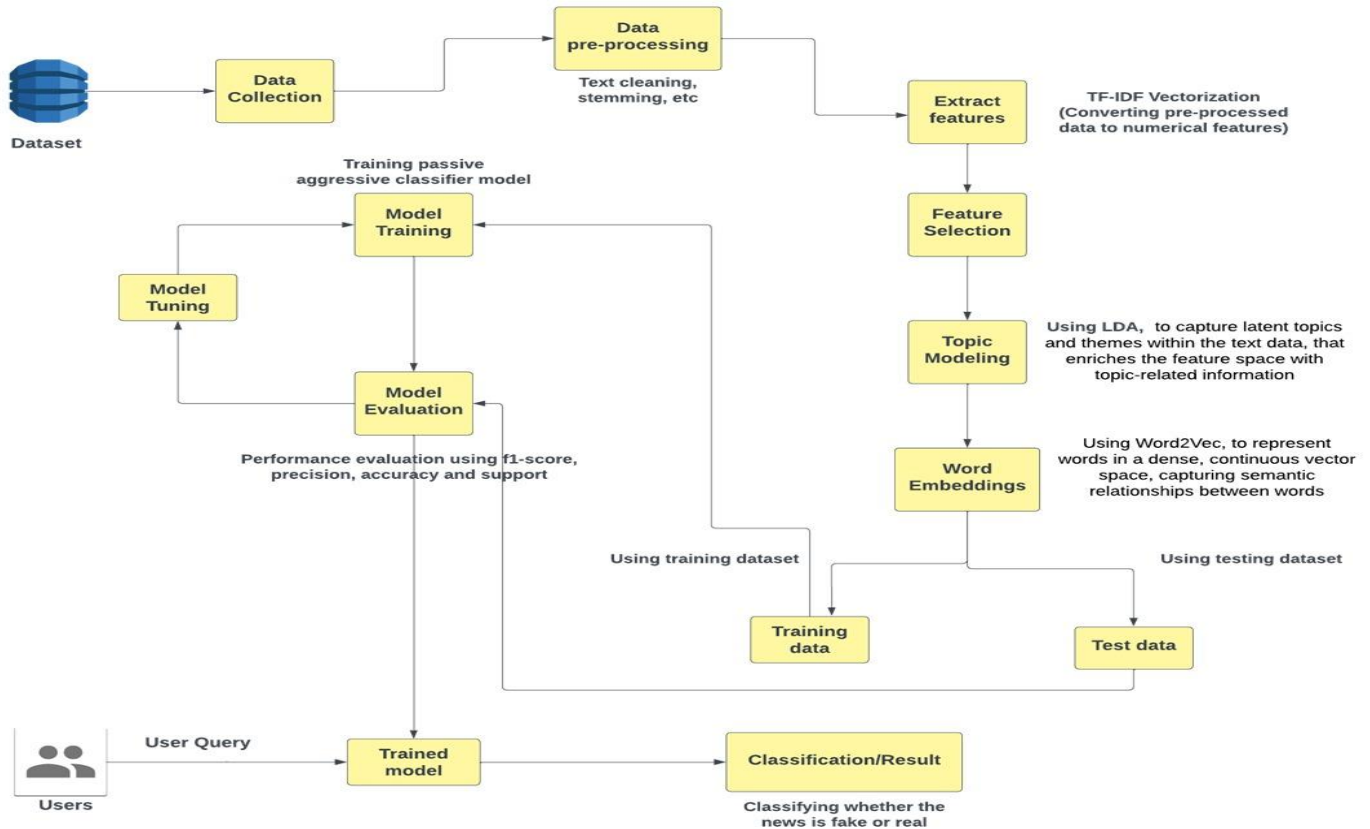 Dataset
Data
Collection
Data
pre-processing
Text cleaning,
stemming, etc
Extract
features
TF-IDF Vectorization
(Converting pre-processed
data to numerical features)
Feature
Selection
Topic
Modeling
Using LDA, to capture latent topics
and themes within the text data, that
enriches the feature space with
topic-related information
Word
Embeddings
Using Word2Vec, to represent
words in a dense, continuous vector
space, capturing semantic
relationships between words
Using training dataset
Using testing dataset
Training
data
Test data
Training passive
aggressive classifier model
Model
Training
Model
Tuning
Model
Evaluation
Performance evaluation using f1-score,
precision, accuracy and support
Users
User Query
Trained
model
Classification/Result
Classifying whether the
news is fake or real